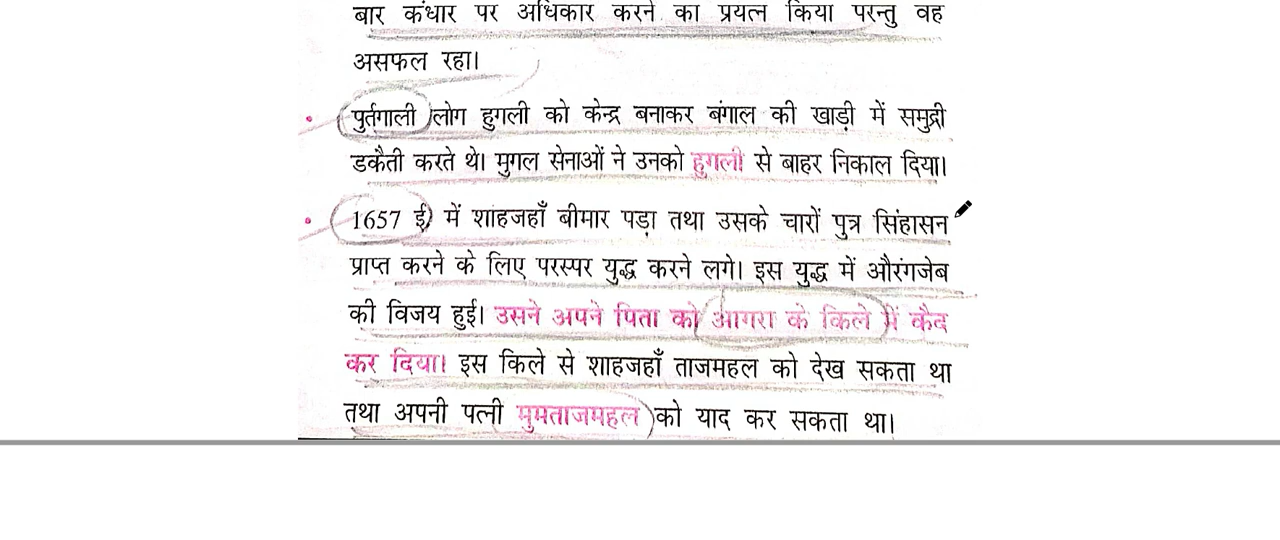 बार कंधार पर अधिकार करने का प्रयत्न किया परन्तु वह
असफल रहा।
पुर्तगाली लोग हुगली को केन्द्र बनाकर बंगाल की खाड़ी में समुद्री
डकैती करते थे। मुगल सेनाओं ने उनको हुगली से बाहर निकाल दिया।
1657 ई) में शाहजहाँ बीमार पड़ा तथा उसके चारों पुत्र सिंहासन
प्राप्त करने के लिए परस्पर युद्ध करने लगे। इस युद्ध में औरंगजेब
की विजय हुई। उसने अपने पिता को आगरा के किले में कैद
कर दिया। इस किले से शाहजहाँ ताजमहल को देख सकता था
तथा अपनी पत्नी मुमताजमहल को याद कर सकता था।